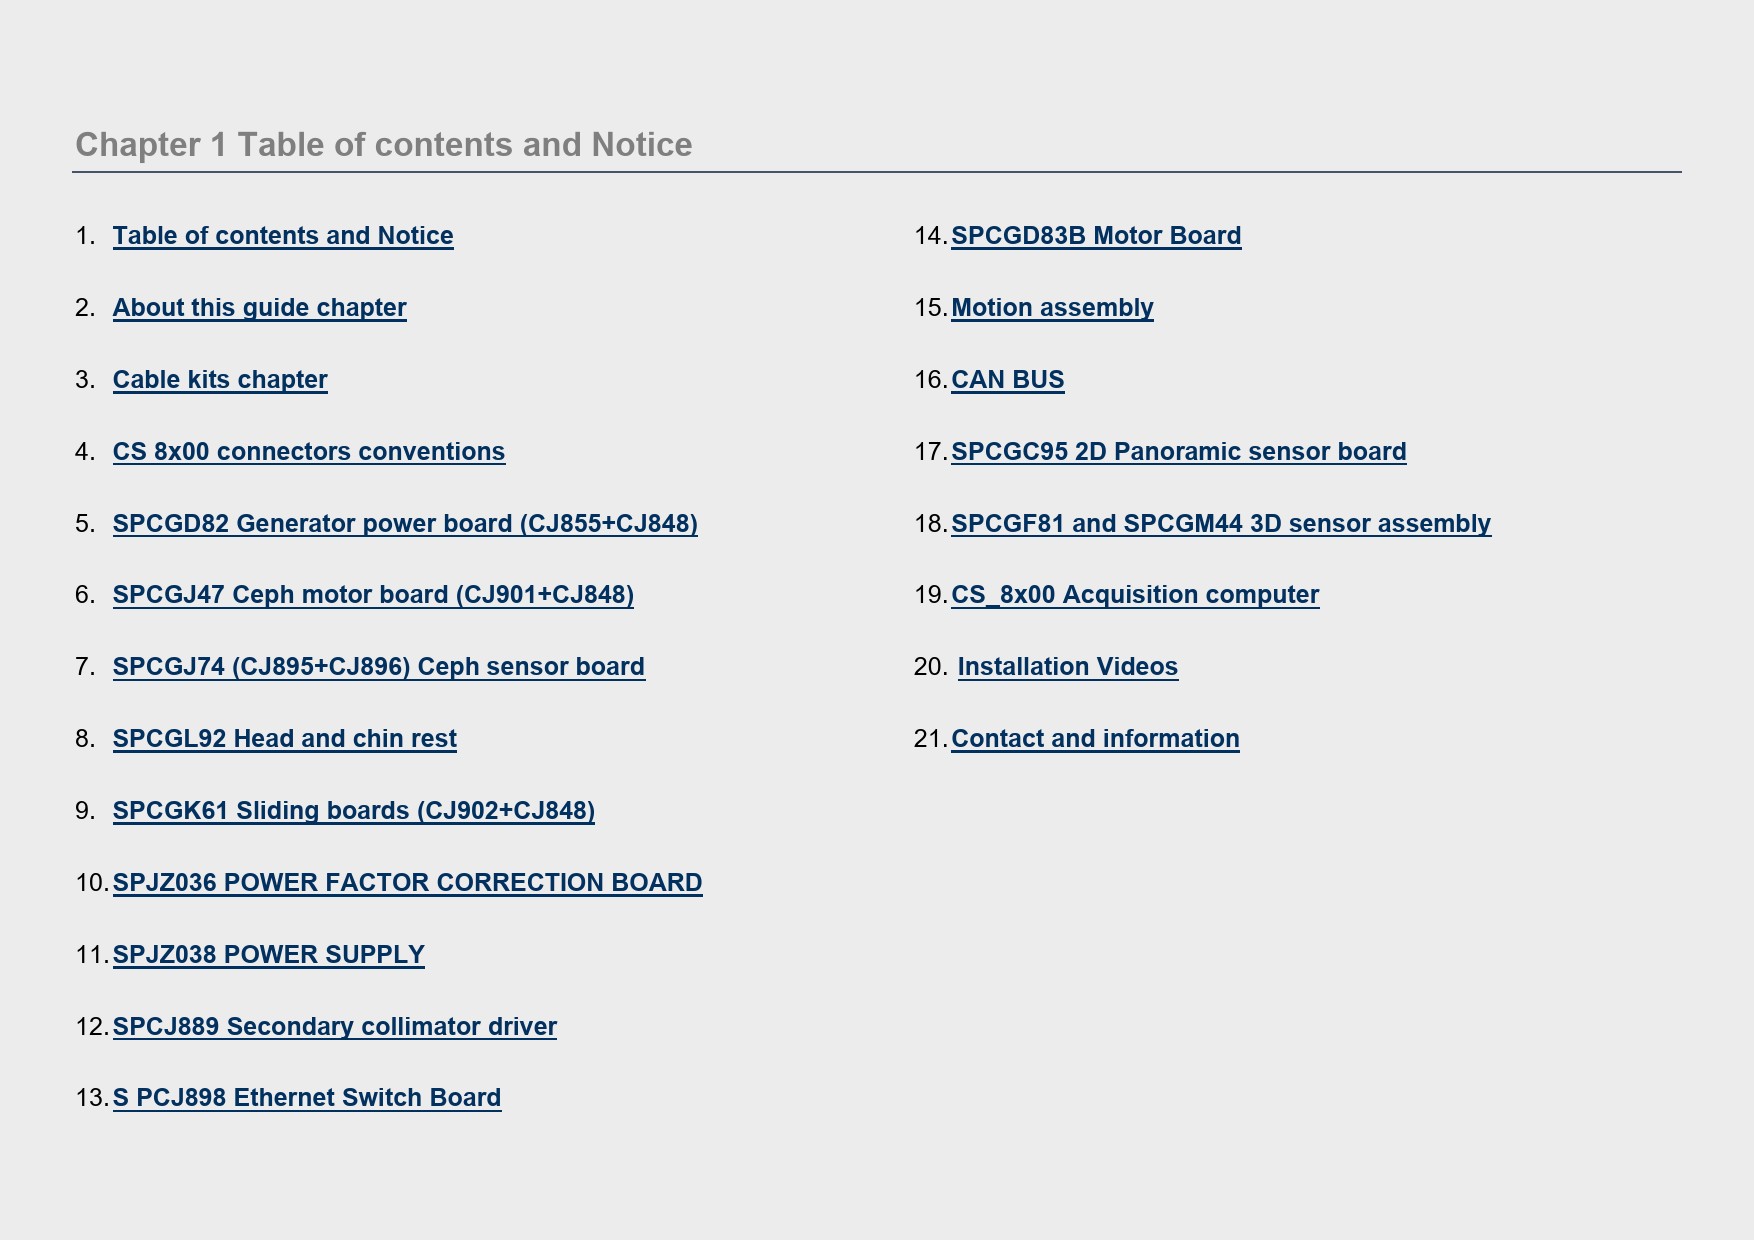 Chapter 1 Table of contents and Notice
1. Table of contents and Notice
2. About this guide chapter
3. Cable kits chapter
4. CS 8x00 connectors conventions
5. SPCGD82 Generator power board (CJ855+CJ848)
6. SPCGJ47 Ceph motor board (CJ901+CJ848)
7. SPCGJ74 (CJ895+CJ896) Ceph sensor board
8. SPCGL92 Head and chin rest
9. SPCGK61 Sliding boards (CJ902+CJ848)
10. SPJZ036 POWER FACTOR CORRECTION BOARD
11. SPJZ038 POWER SUPPLY
12. SPCJ889 Secondary collimator driver
13. S PCJ898 Ethernet Switch Board
14. SPCGD83B Motor Board
15. Motion assembly
16. CAN BUS
17. SPCGC95 2D Panoramic sensor board
18. SPCGF81 and SPCGM44 3D sensor assembly
19. CS_8x00 Acquisition computer
20. Installation Videos
21. Contact and information